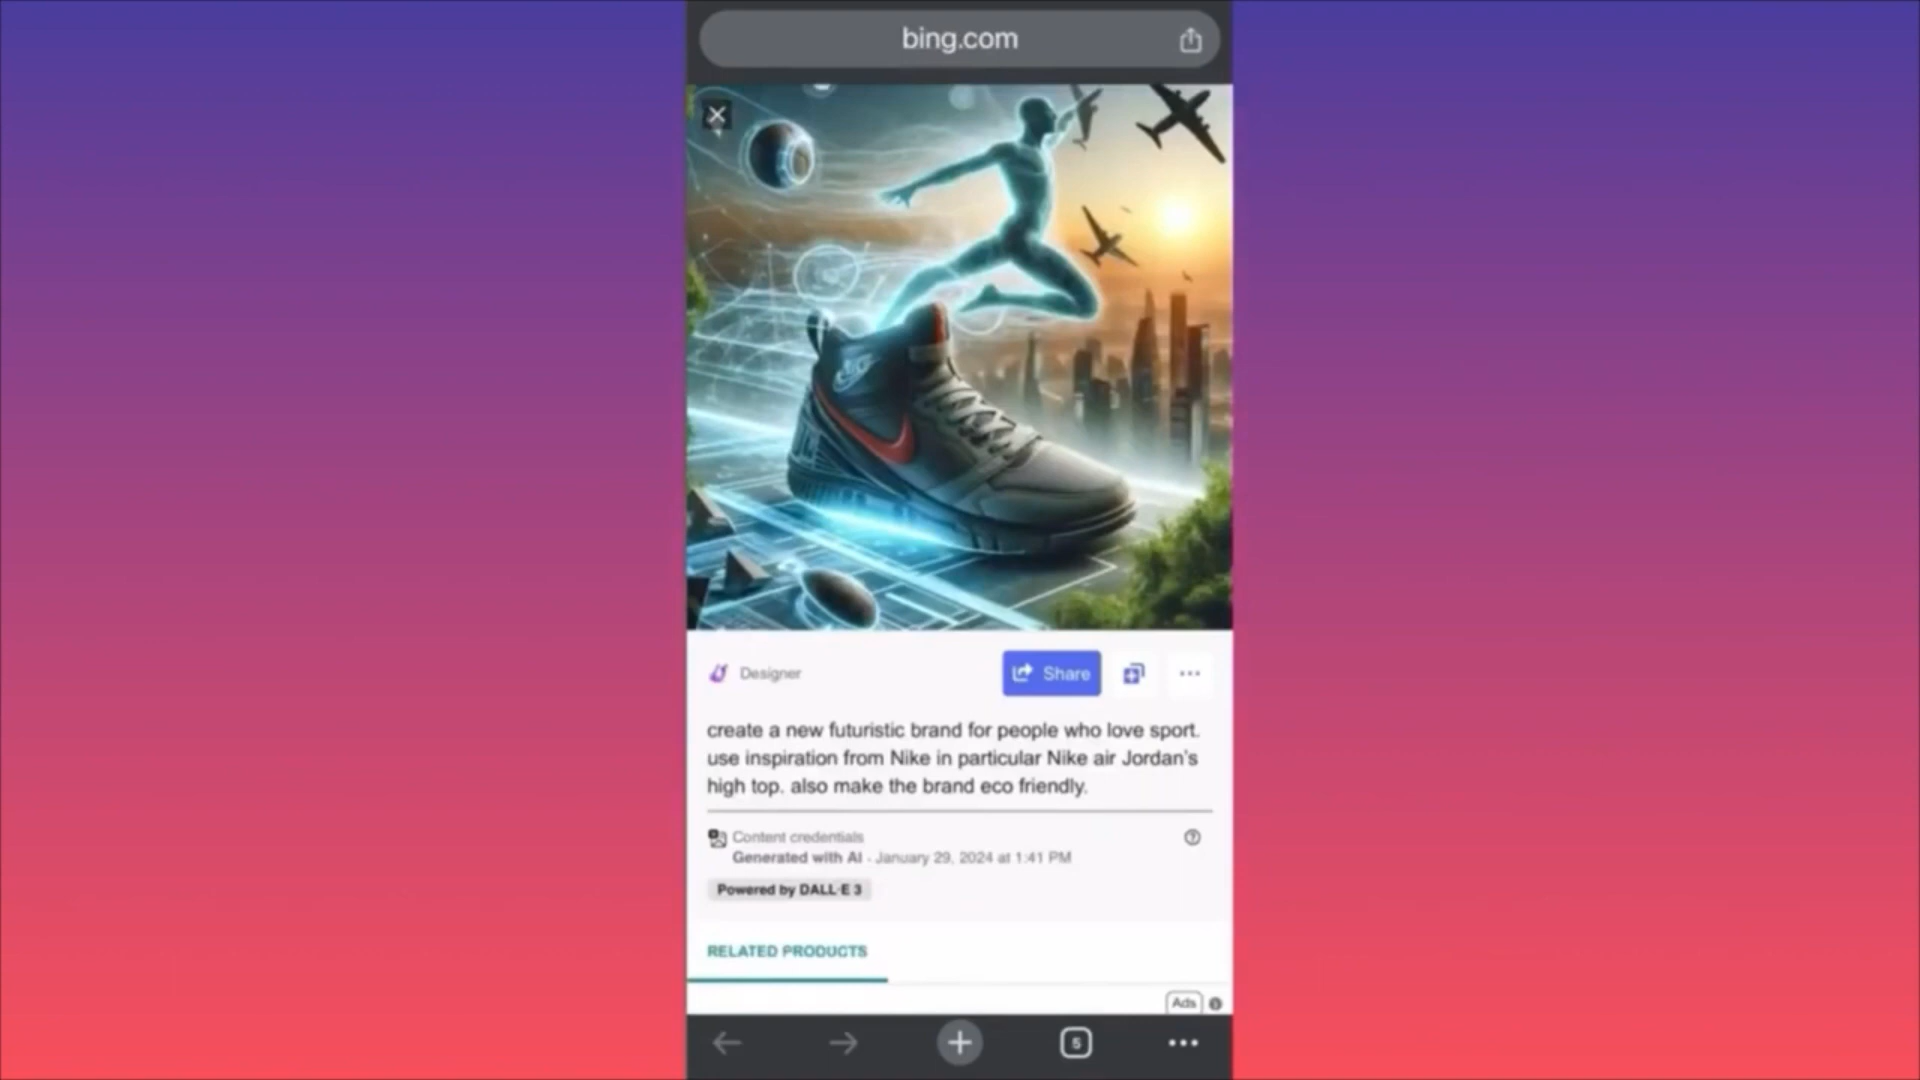 bing.com
Designer
Share
create a new futuristic brand for people who love sport.
use inspiration from Nike in particular Nike air Jordan's
high top. also make the brand eco friendly.
Content credentials
Generated with AI - January 29, 2024 at 1:41 PM
Powered by DALL·E 3
RELATED PRODUCTS
Ads
5